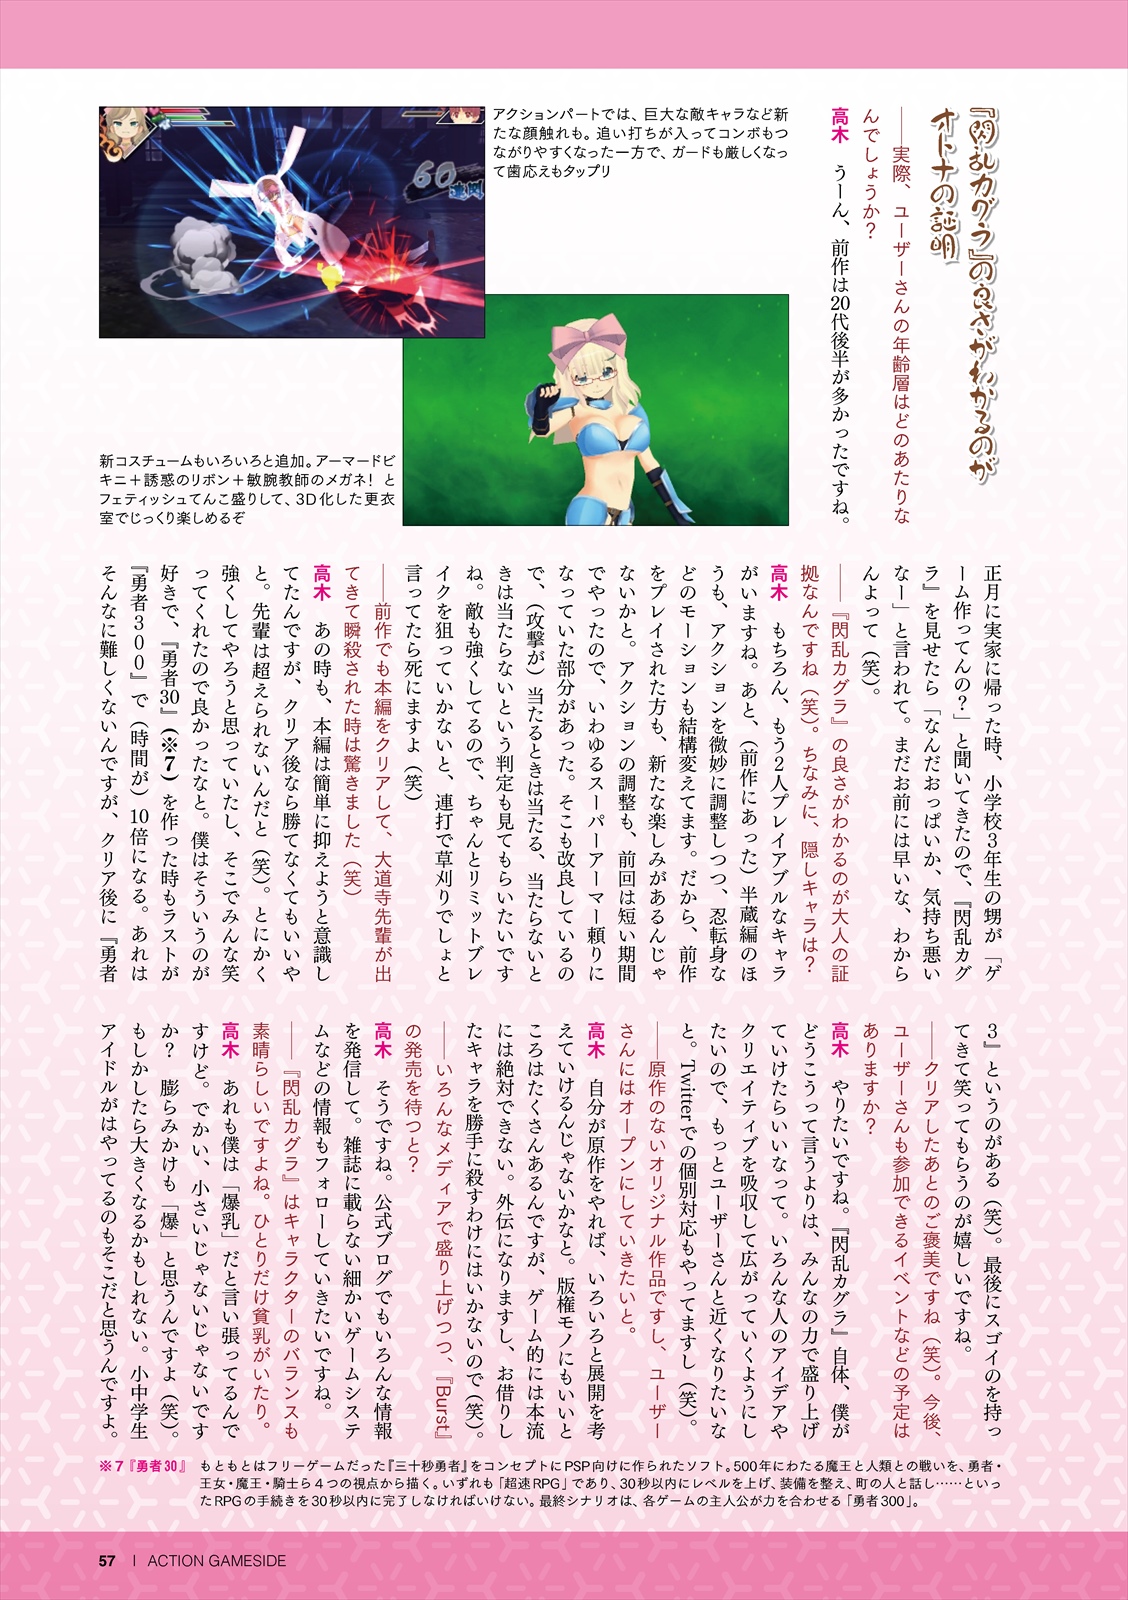 『閃乱カグラ』の良さがわかるのが
オトナの証明
――実際、ユーザーさんの年齢層はどのあたりな
んでしょうか?
高木　うーん、前作は20代後半が多かったですね。
アクションパートでは、巨大な敵キャラなど新
たな顔触れも。追い打ちが入ってコンボもつ
ながりやすくなった一方で、ガードも厳しくなっ
て歯応えもタップリ
60
新コスチュームもいろいろと追加。アーマードビ
キニ＋誘惑のリボン＋敏腕教師のメガネ! と
フェティッシュてんこ盛りして、3D化した更衣
室でじっくり楽しめるぞ
正月に実家に帰った時、小学校3年生の甥が「ゲ
ーム作ってんの?」と聞いてきたので、『閃乱カグ
ラ』を見せたら「なんだおっぱいか、気持ち悪い
なー」と言われて。まだお前には早いな、わから
んよって（笑）。
――『閃乱カグラ』の良さがわかるのが大人の証
拠なんですね（笑）。ちなみに、隠しキャラは?
高木　もちろん、もう2人プレイアブルなキャラ
がいますね。あと、（前作にあった）半蔵編のほ
うも、アクションを微妙に調整しつつ、忍転身な
どのモーションも結構変えてます。だから、前作
をプレイされた方も、新たな楽しみがあるんじゃ
ないかと。アクションの調整も、前回は短い期間
でやったので、いわゆるスーパーアーマー頼りに
なっていた部分があった。そこも改良しているの
で、（攻撃が）当たるときは当たる、当たらないと
きは当たらないという判定も見てもらいたいです
ね。敵も強くしてるので、ちゃんとリミットブレ
イクを狙っていかないと、連打で草刈りでしょと
言ってたら死にますよ（笑）
――前作でも本編をクリアして、大道寺先輩が出
てきて瞬殺された時は驚きました（笑）
高木　あの時も、本編は簡単に抑えようと意識し
てたんですが、クリア後なら勝てなくてもいいや
と。先輩は超えられないんだと（笑）。とにかく
強くしてやろうと思っていたし、そこでみんな笑
ってくれたので良かったなと。僕はそういうのが
好きで、『勇者30』（※7）を作った時もラストが
『勇者300』で（時間が）10倍になる。あれは
そんなに難しくないんですが、クリア後に『勇者
3』というのがある（笑）。最後にスゴイのを持っ
てきて笑ってもらうのが嬉しいですね。
――クリアしたあとのご褒美ですね（笑）。今後、
ユーザーさんも参加できるイベントなどの予定は
ありますか?
高木　やりたいですね。『閃乱カグラ』自体、僕が
どうこうって言うよりは、みんなの力で盛り上げ
ていけたらいいなって。いろんな人のアイデアや
クリエイティブを吸収して広がっていくようにし
たいので、もっとユーザーさんと近くなりたいな
と。Twitterでの個別対応もやってますし（笑）。
――原作のないオリジナル作品ですし、ユーザー
さんにはオープンにしていきたいと。
高木　自分が原作をやれば、いろいろと展開を考
えていけるんじゃないかなと。版権モノにもいいと
ころはたくさんあるんですが、ゲーム的には本流
には絶対できない。外伝になりますし、お借りし
たキャラを勝手に殺すわけにはいかないので（笑）。
――いろんなメディアで盛り上げつつ、『Burst』
の発売を待つと?
高木　そうですね。公式ブログでもいろんな情報
を発信して。雑誌に載らない細かいゲームシステ
ムなどの情報もフォローしていきたいですね。
――『閃乱カグラ』はキャラクターのバランスも
素晴らしいですよね。ひとりだけ貧乳がいたり。
高木　あれも僕は「爆乳」だと言い張ってるんで
すけど。でかい、小さいじゃないじゃないです
か?　膨らみかけも「爆」と思うんですよ（笑）。
もしかしたら大きくなるかもしれない。小中学生
アイドルがはやってるのもそこだと思うんですよ。
※7『勇者30』　もともとはフリーゲームだった『三十秒勇者』をコンセプトにPSP向けに作られたソフト。500年にわたる魔王と人類との戦いを、勇者・
王女・魔王・騎士ら4つの視点から描く。いずれも「超速RPG」であり、30秒以内にレベルを上げ、装備を整え、町の人と話し……といっ
たRPGの手続きを30秒以内に完了しなければいけない。最終シナリオは、各ゲームの主人公が力を合わせる「勇者300」。
57 | ACTION GAMESIDE